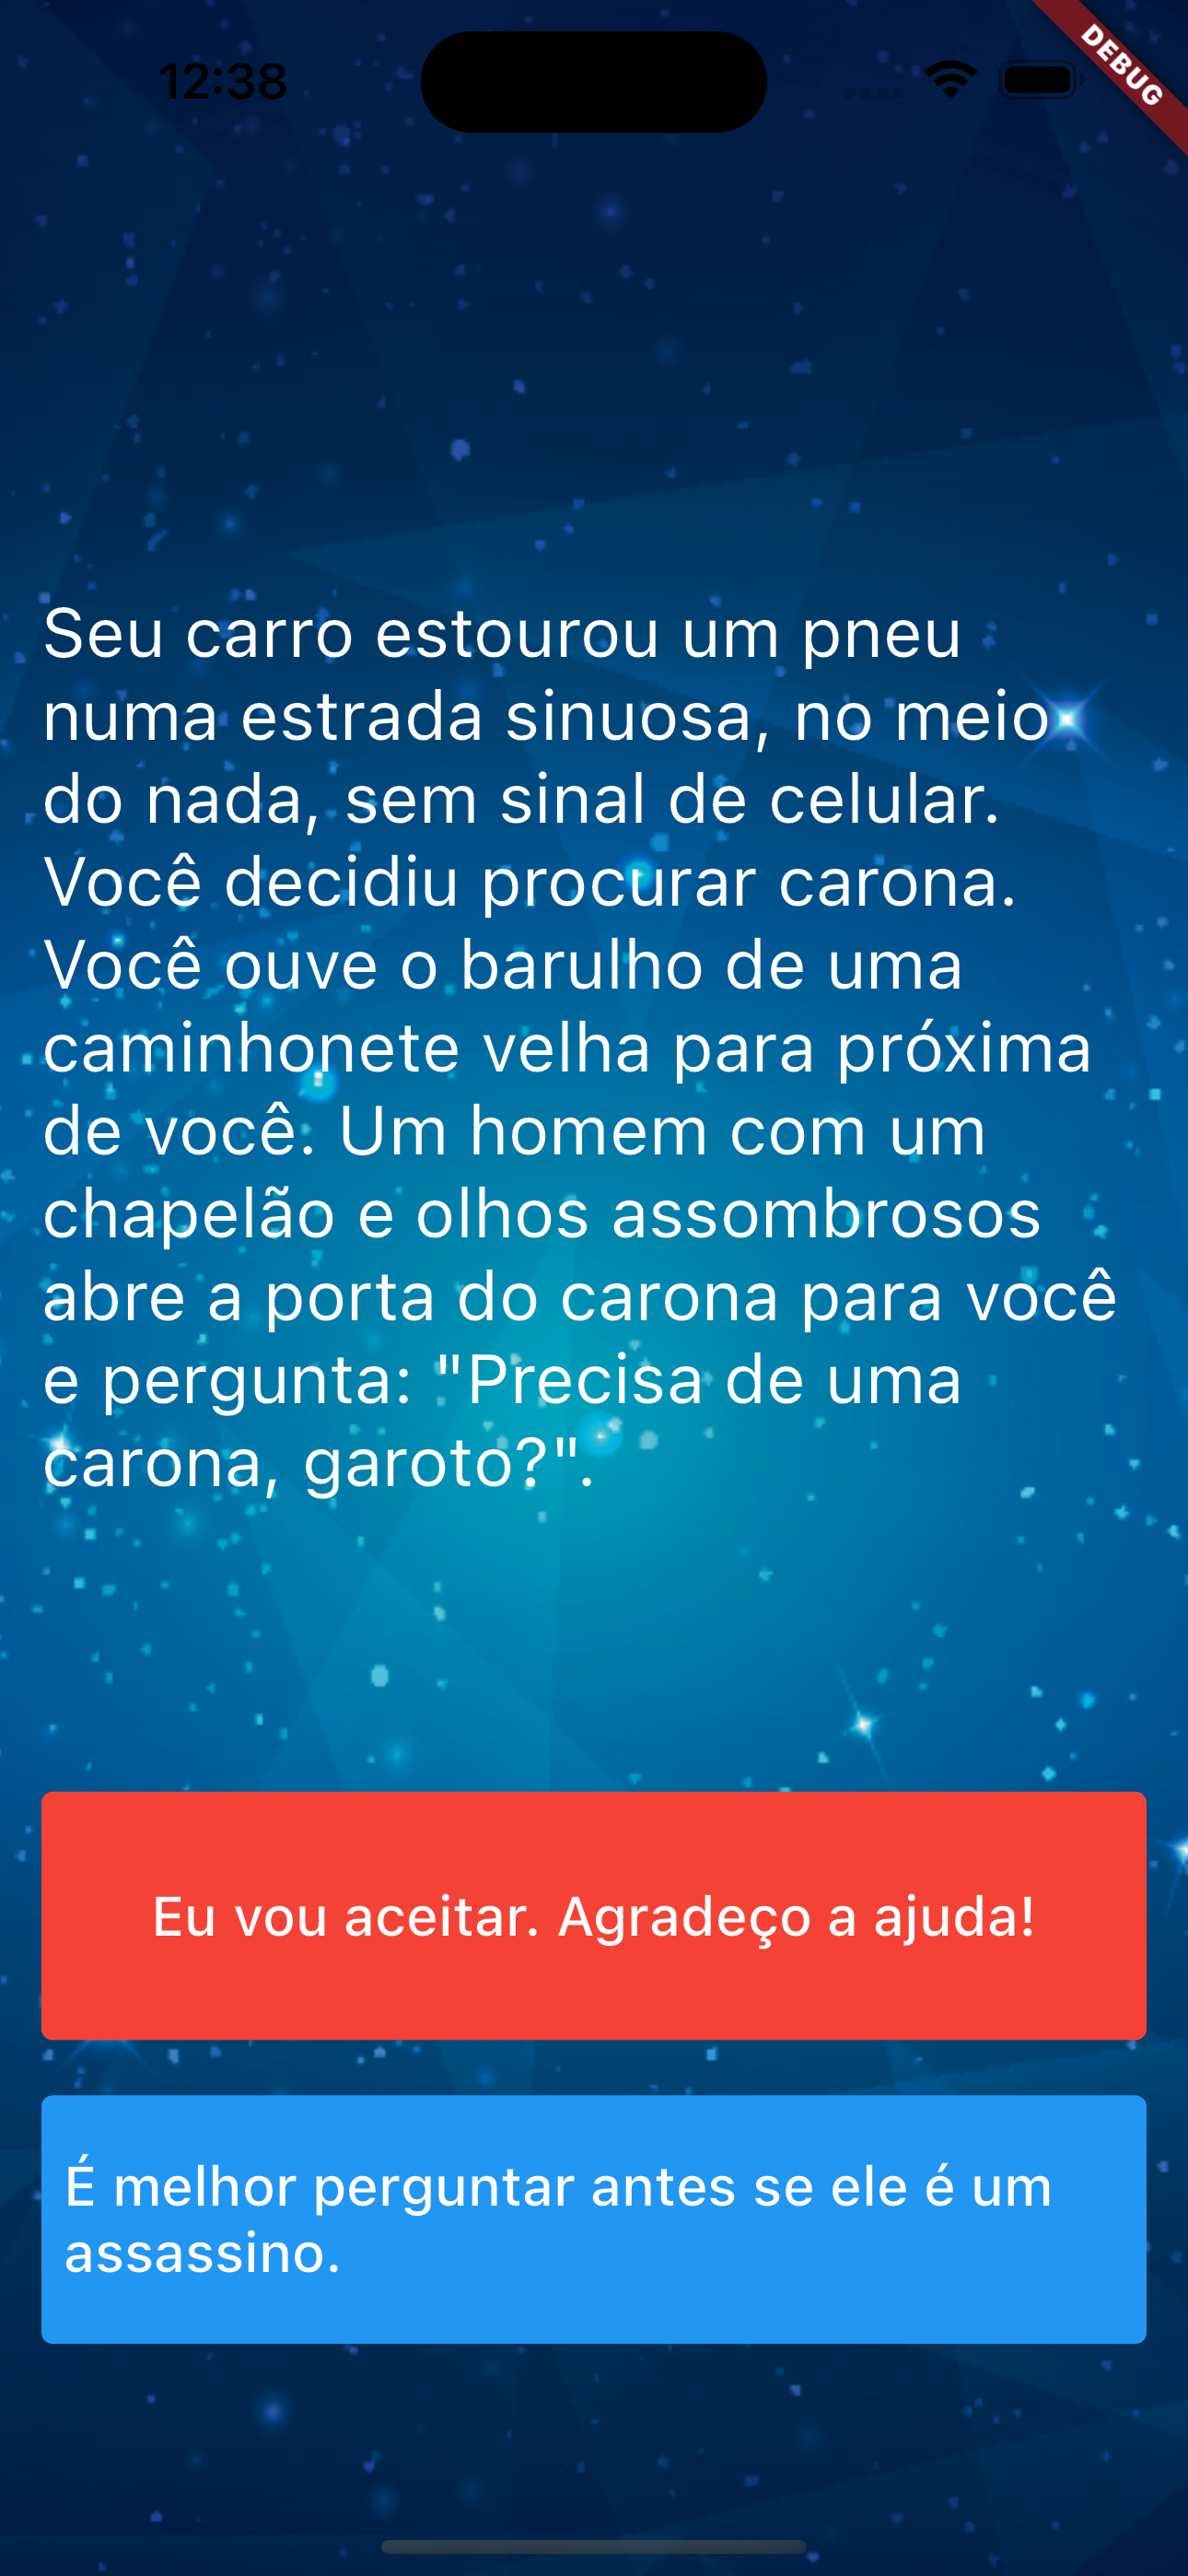 12:38
DEBUG
Seu carro estourou um pneu
numa estrada sinuosa, no meio
do nada, sem sinal de celular.
Você decidiu procurar carona.
Você ouve o barulho de uma
caminhonete velha para próxima
de você. Um homem com um
chapelão e olhos assombrosos
abre a porta do carona para você
e pergunta: "Precisa de uma
carona, garoto?".
Eu vou aceitar. Agradeço a ajuda!
É melhor perguntar antes se ele é um
assassino.